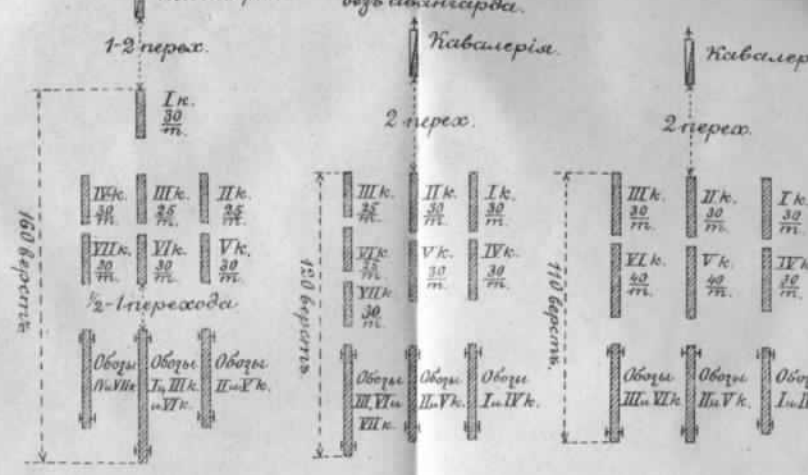 безъ авангарда.
1-2 перех.
I к.
30
т.
IV к.
30
т.
III к.
25
т.
II к.
25
т.
VII к.
30
т.
VI к.
30
т.
V к.
30
т.
½-1 перехода
160 верстъ
Обозы
IV и VII к
Обозы
I и III к.
и VI к.
Обозы
II и V к.
Кавалерія.
2 перех.
III к.
25
т.
II к.
30
т.
I к.
30
т.
VI к.
25
т.
V к.
30
т.
IV к.
30
т.
VII к
30
т.
120 верстъ.
Обозы
III, VI и
VII к.
Обозы
II и V к.
Обозы
I и IV к.
Кавалер
2 перех.
III к.
30
т.
II к.
30
т.
I к
30
т.
VI к.
40
т.
V к.
40
т.
IV к
30
т.
110 верстъ.
Обозы
III и VI к.
Обозы
II и V к.